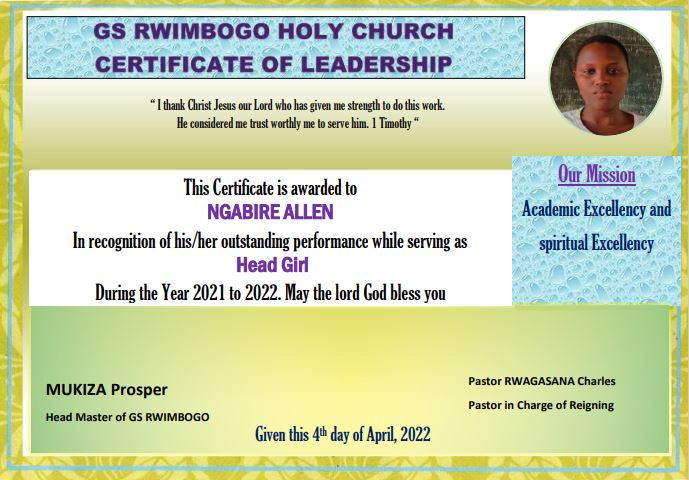 GS RWIMBOGO HOLY CHURCH
CERTIFICATE OF LEADERSHIP
“ I thank Christ Jesus our Lord who has given me strength to do this work.
He considered me trust worthly me to serve him. 1 Timothy “
This Certificate is awarded to
NGABIRE ALLEN
In recognition of his/her outstanding performance while serving as
Head Girl
During the Year 2021 to 2022. May the lord God bless you
Our Mission
Academic Excellency and
spiritual Excellency
MUKIZA Prosper
Head Master of GS RWIMBOGO
Pastor RWAGASANA Charles
Pastor in Charge of Reigning
Given this 4th day of April, 2022